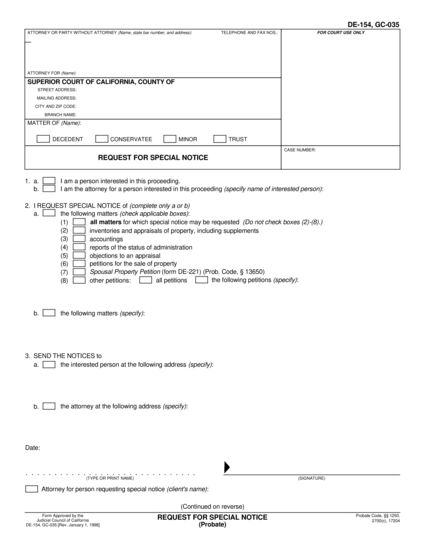 DE-154, GC-035
ATTORNEY OR PARTY WITHOUT ATTORNEY (Name, state bar number, and address): TELEPHONE AND FAX NOS.: FOR COURT USE ONLY
ATTORNEY FOR (Name):
SUPERIOR COURT OF CALIFORNIA, COUNTY OF
STREET ADDRESS:
MAILING ADDRESS:
CITY AND ZIP CODE:
BRANCH NAME:
MATTER OF (Name):
DECEDENT CONSERVATEE MINOR TRUST
REQUEST FOR SPECIAL NOTICE
CASE NUMBER:
1. a. I am a person interested in this proceeding.
b. I am the attorney for a person interested in this proceeding (specify name of interested person):
2. I REQUEST SPECIAL NOTICE of (complete only a or b)
a. the following matters (check applicable boxes):
(1) all matters for which special notice may be requested (Do not check boxes (2)-(8).)
(2) inventories and appraisals of property, including supplements
(3) accountings
(4) reports of the status of administration
(5) objections to an appraisal
(6) petitions for the sale of property
(7) Spousal Property Petition (form DE-221) (Prob. Code, § 13650)
(8) other petitions: all petitions the following petitions (specify):
b. the following matters (specify):
3. SEND THE NOTICES to
a. the interested person at the following address (specify):
b. the attorney at the following address (specify):
Date:
(TYPE OR PRINT NAME) (SIGNATURE)
Attorney for person requesting special notice (client's name):
(Continued on reverse)
Form Approved by the
Judicial Council of California
DE-154, GC-035 [Rev. January 1, 1998]
REQUEST FOR SPECIAL NOTICE
(Probate)
Probate Code, §§ 1250,
2700(c), 17204